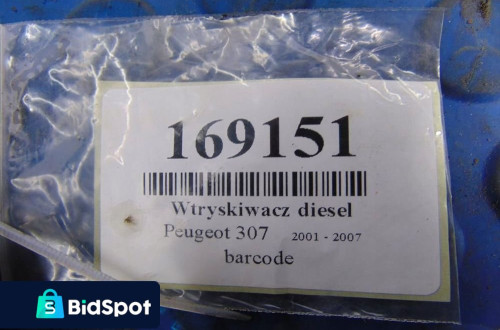 169151
Wtryskiwacz diesel
Peugeot 307 2001 - 2007
barcode
S BidSpot